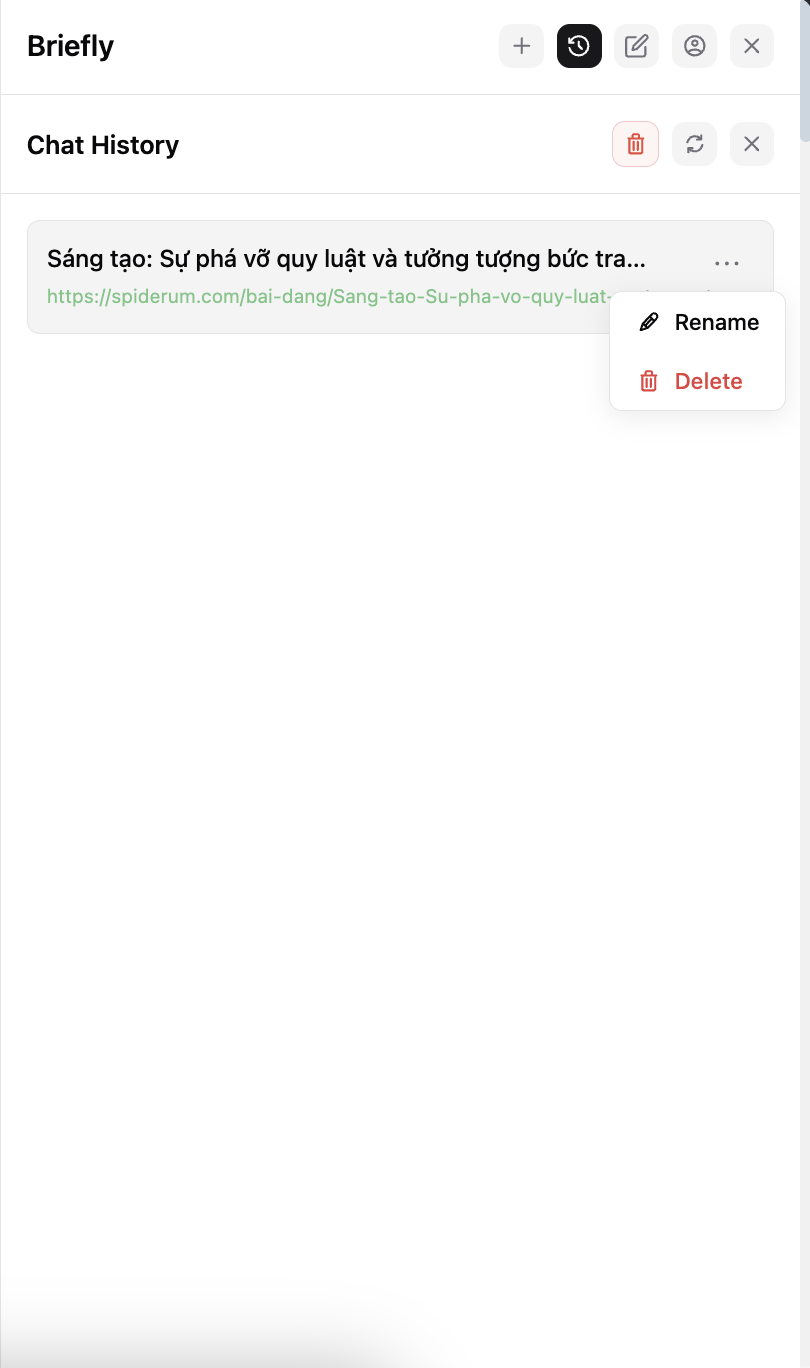 Briefly
Chat History
Sáng tạo: Sự phá vỡ quy luật và tưởng tượng bức tra...
https://spiderum.com/bai-dang/Sang-tao-Su-pha-vo-quy-luat-
Rename
Delete